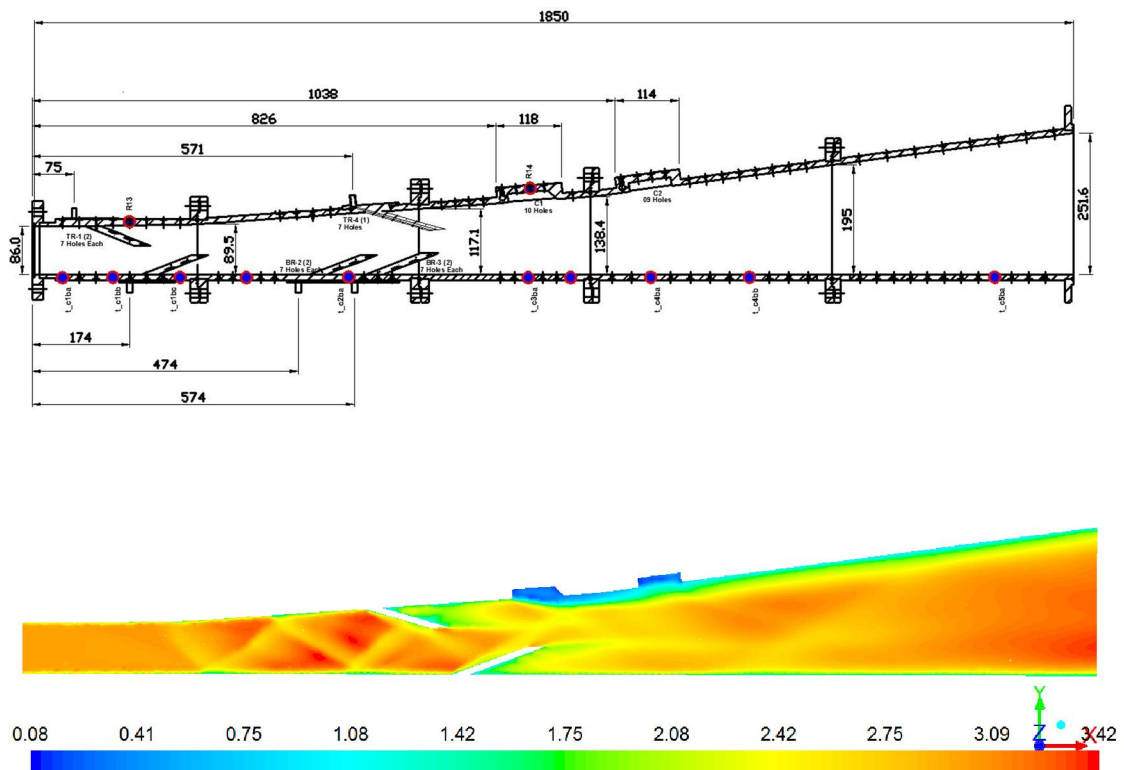 1850
1038
114
826
118
571
75
R13
R14
TR-1 (2)
7 Holes Each
TR-4 (1)
7 Holes
C1
10 Holes
C2
09 Holes
86.0
89.5
117.1
138.4
195
251.6
BR-2 (2)
7 Holes Each
BR-3 (2)
7 Holes Each
t_c1ba
t_c1bb
t_c1bc
t_c2ba
t_c3ba
t_c4ba
t_c4bb
t_c5ba
174
474
574
Y
Z
X
0.08 0.41 0.75 1.08 1.42 1.75 2.08 2.42 2.75 3.09 3.42